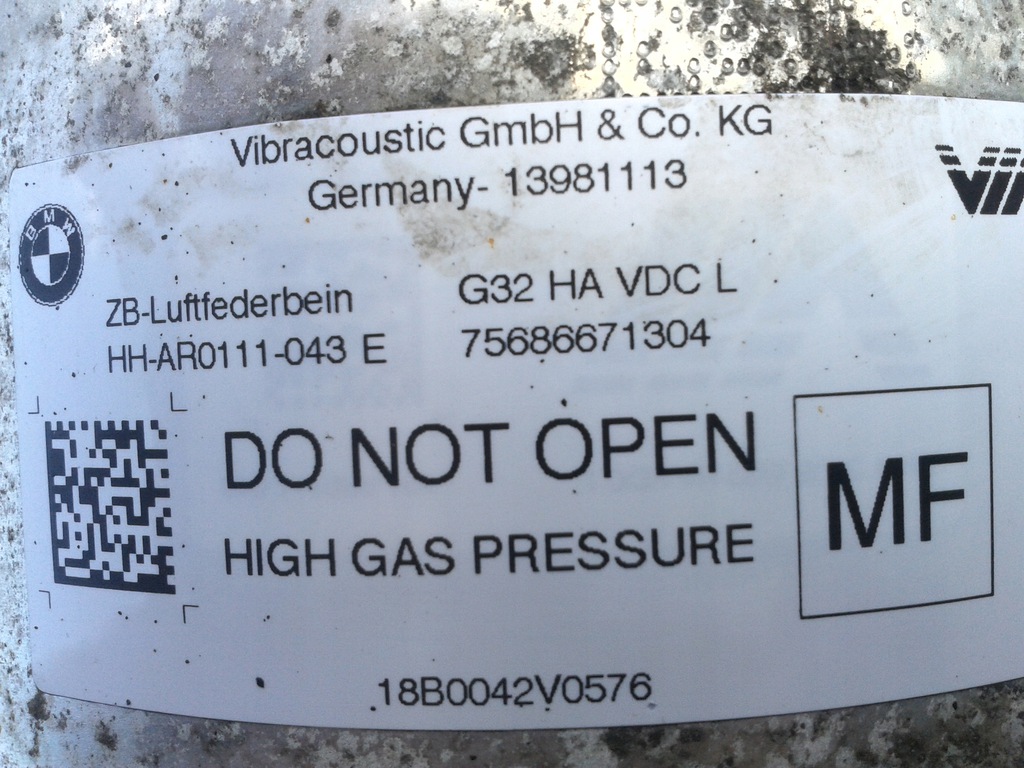 Vibracoustic GmbH & Co. KG
Germany- 13981113
BMW
ZB-Luftfederbein G32 HA VDC L
HH-AR0111-043 E 75686671304
DO NOT OPEN
HIGH GAS PRESSURE
MF
18B0042V0576